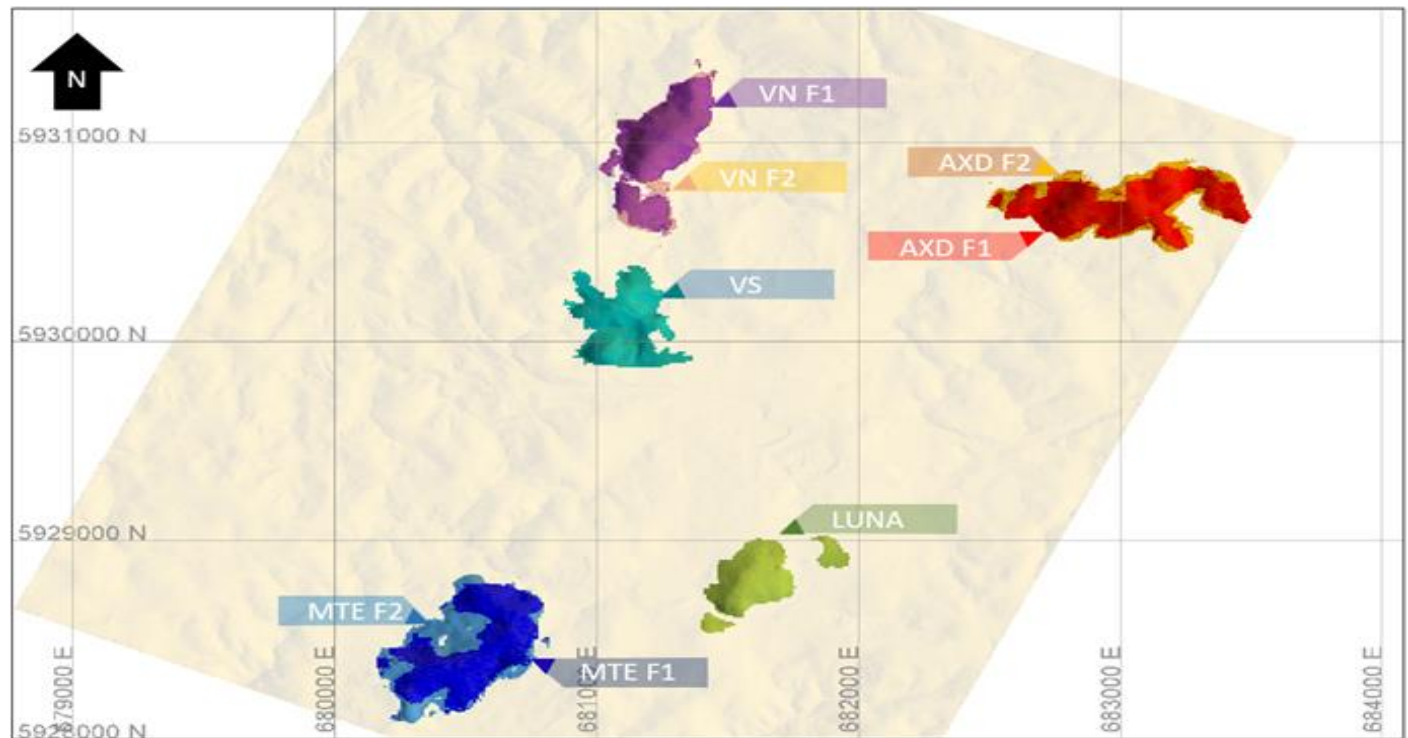 N
VN F1
5931000 N
AXD F2
VN F2
AXD F1
VS
5930000 N
LUNA
5929000 N
MTE F2
MTE F1
5928000 N
679000 E
680000 E
681000 E
682000 E
683000 E
684000 E